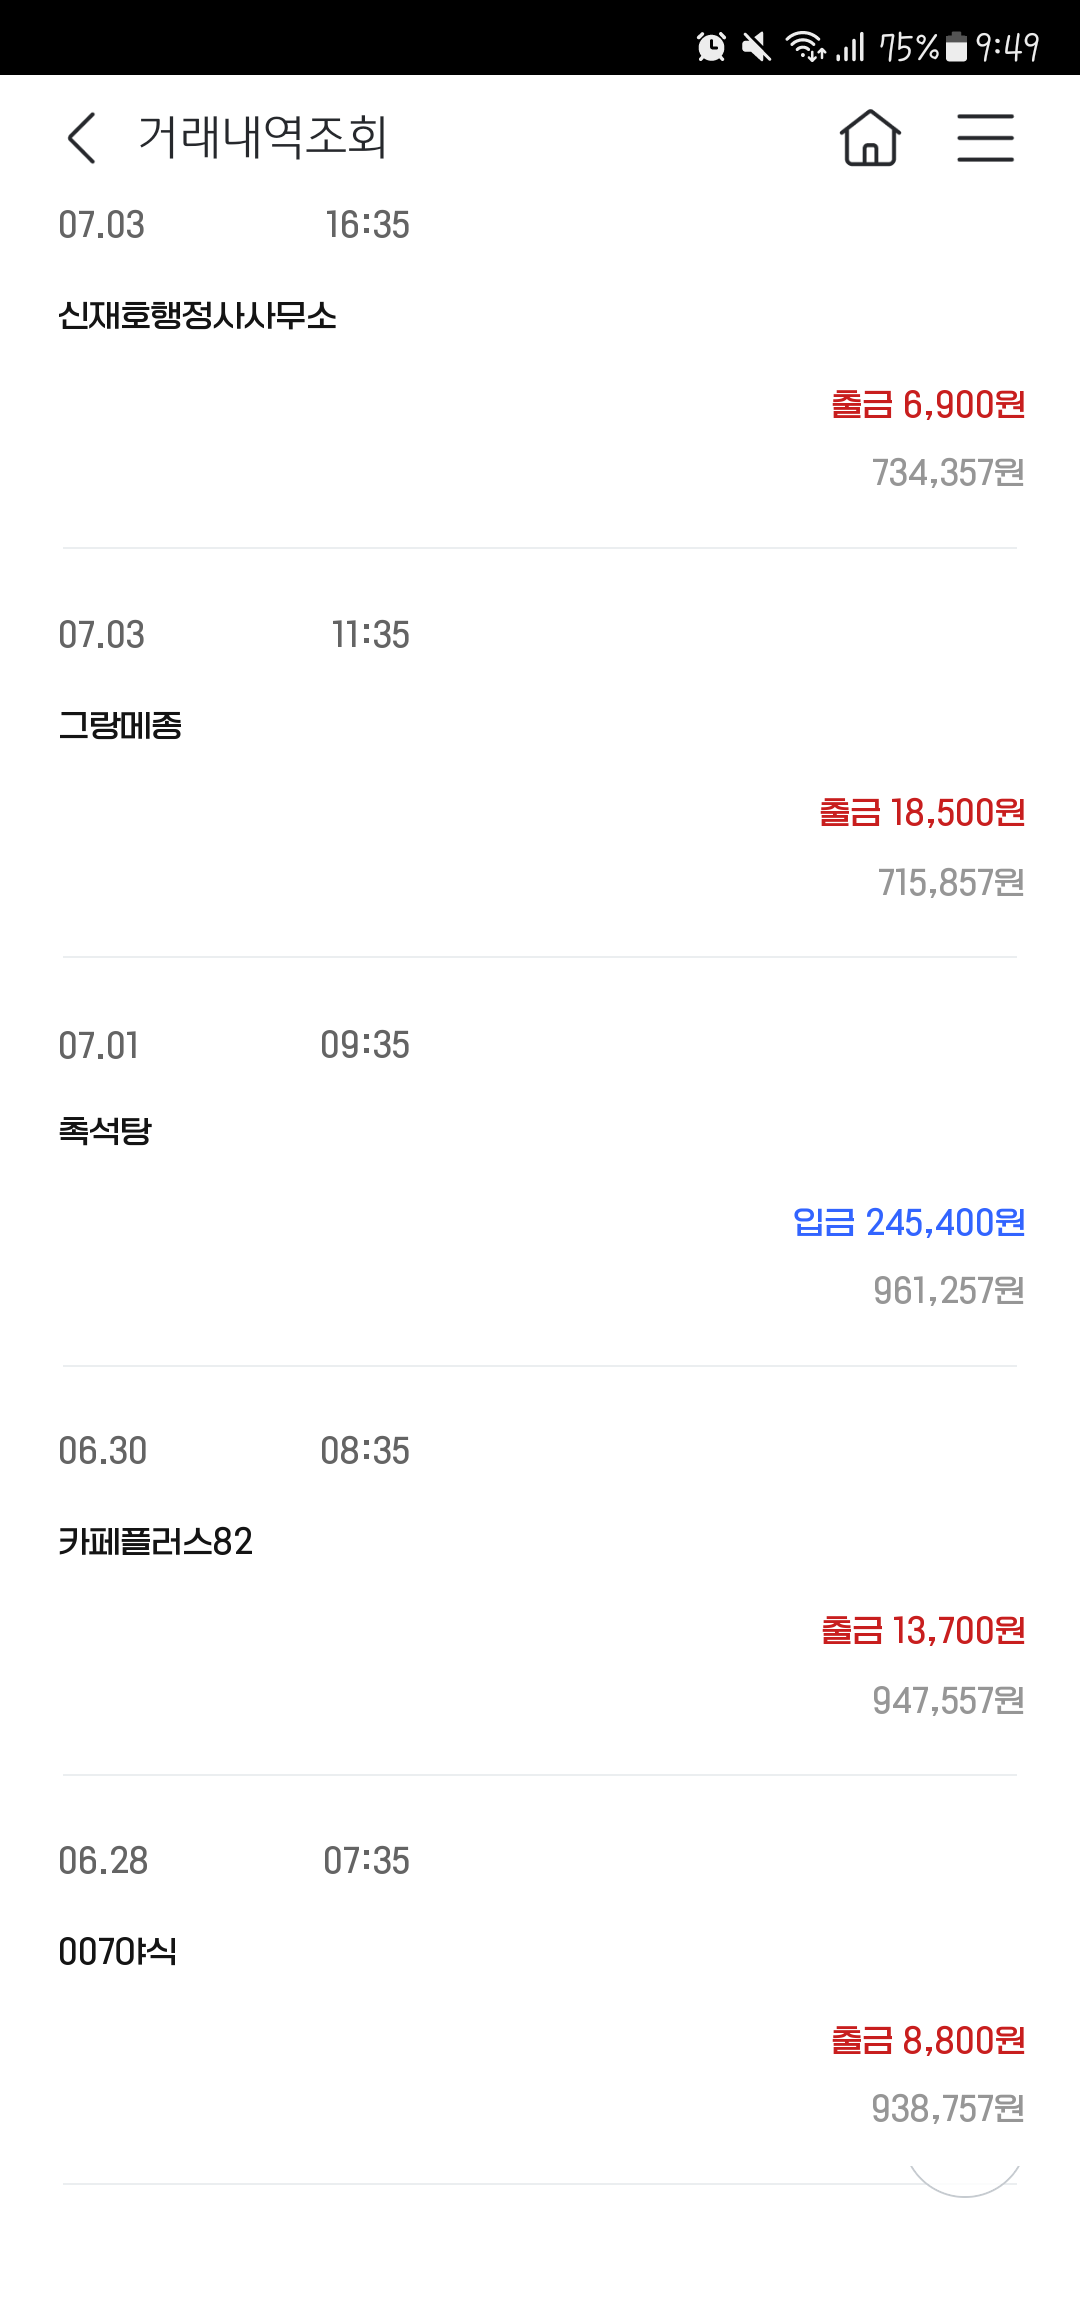 75% 9:49
거래내역조회
07.03 16:35
신재호행정사사무소
출금 6,900원
734,357원
07.03 11:35
그랑메종
출금 18,500원
715,857원
07.01 09:35
촉석탕
입금 245,400원
961,257원
06.30 08:35
카페플러스82
출금 13,700원
947,557원
06.28 07:35
007야식
출금 8,800원
938,757원